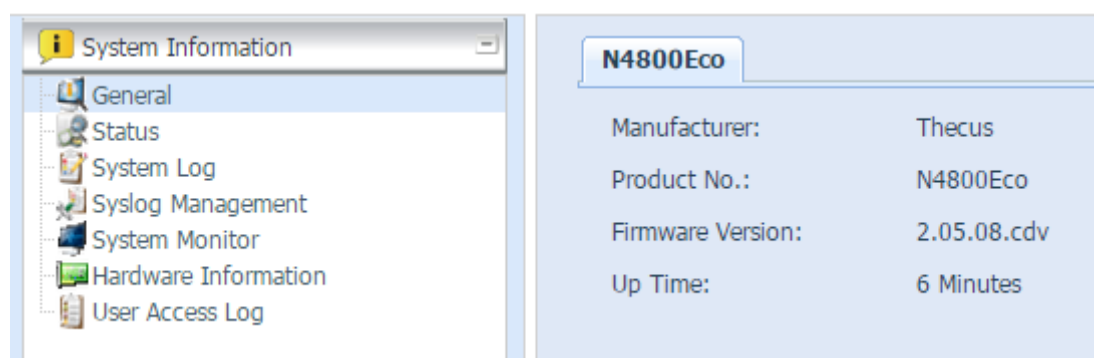 System Information
General
Status
System Log
Syslog Management
System Monitor
Hardware Information
User Access Log
N4800Eco
Manufacturer: Thecus
Product No.: N4800Eco
Firmware Version: 2.05.08.cdv
Up Time: 6 Minutes